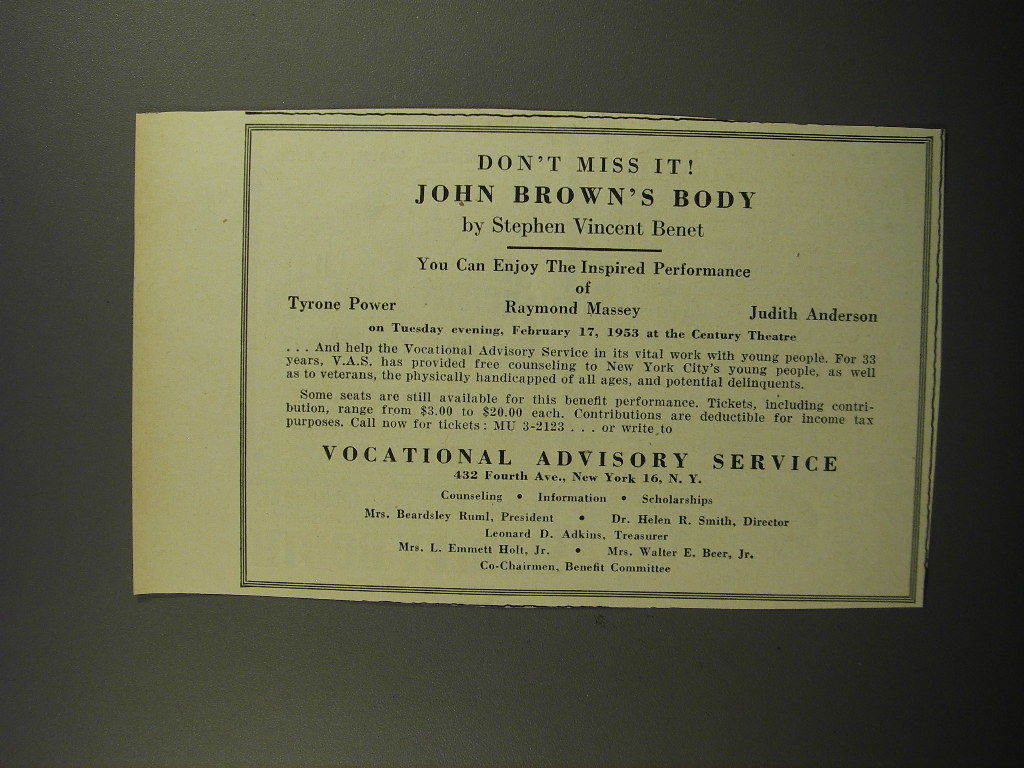 DON'T MISS IT!
JOHN BROWN'S BODY
by Stephen Vincent Benet
You Can Enjoy The Inspired Performance
of
Tyrone Power Raymond Massey Judith Anderson
on Tuesday evening, February 17, 1953 at the Century Theatre
. . . And help the Vocational Advisory Service in its vital work with young people. For 33
years, V.A.S. has provided free counseling to New York City's young people, as well
as to veterans, the physically handicapped of all ages, and potential delinquents.
Some seats are still available for this benefit performance. Tickets, including contri-
bution, range from $3.00 to $20.00 each. Contributions are deductible for income tax
purposes. Call now for tickets: MU 3-2123 . . . or write to
VOCATIONAL ADVISORY SERVICE
432 Fourth Ave., New York 16, N. Y.
Counseling • Information • Scholarships
Mrs. Beardsley Ruml, President • Dr. Helen R. Smith, Director
Leonard D. Adkins, Treasurer
Mrs. L. Emmett Holt, Jr. • Mrs. Walter E. Beer, Jr.
Co-Chairmen, Benefit Committee